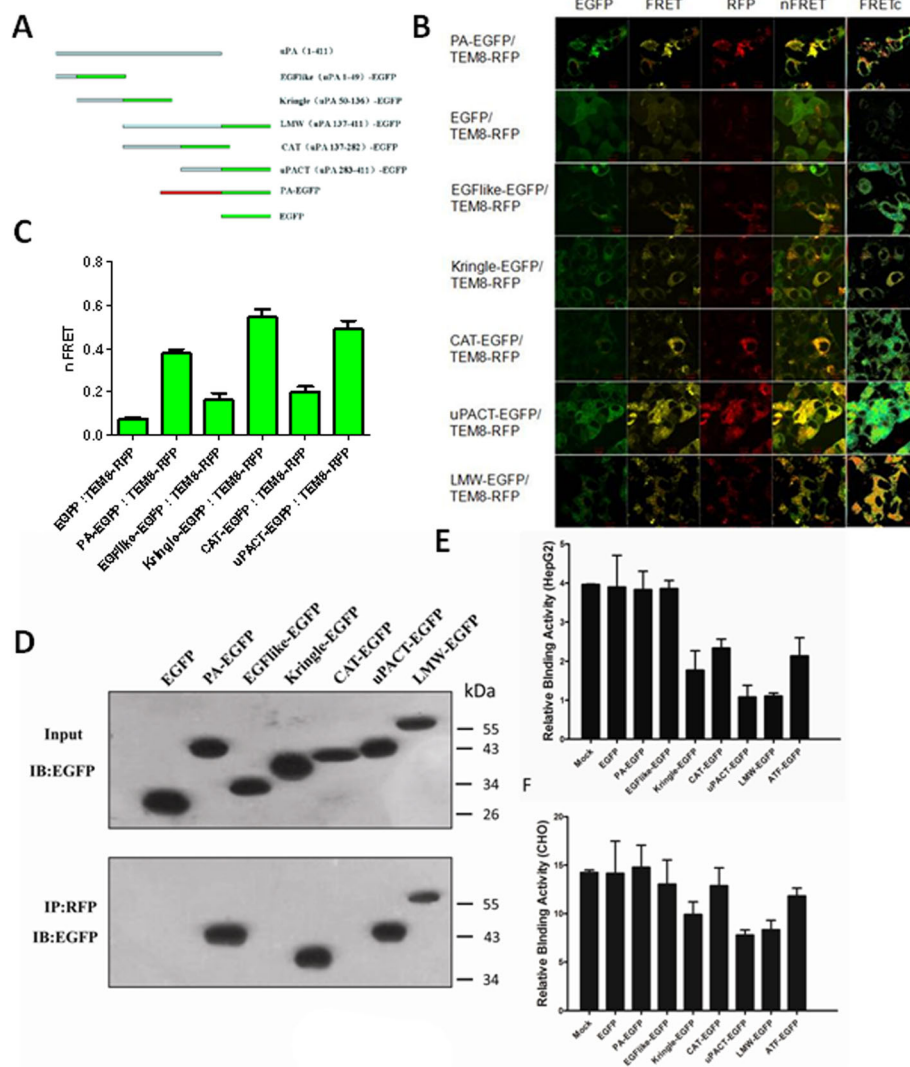 A
uPA (1-411)
EGFlike (uPA 1-49) -EGFP
Kringle (uPA 50-136) -EGFP
LMW (uPA 137-411) -EGFP
CAT (uPA 137-282) -EGFP
uPACT (uPA 283-411) -EGFP
PA-EGFP
EGFP
B
EGFP FRET RFP nFRET FRETc
PA-EGFP/
TEM8-RFP
EGFP/
TEM8-RFP
EGFlike-EGFP/
TEM8-RFP
Kringle-EGFP/
TEM8-RFP
CAT-EGFP/
TEM8-RFP
uPACT-EGFP/
TEM8-RFP
LMW-EGFP/
TEM8-RFP
C
nFRET
0.8
0.6
0.4
0.2
0.0
EGFP:TEM8-RFP
PA-EGFP:TEM8-RFP
EGFlike-EGFP:TEM8-RFP
Kringle-EGFP:TEM8-RFP
CAT-EGFP:TEM8-RFP
uPACT-EGFP:TEM8-RFP
D
EGFP
PA-EGFP
EGFlike-EGFP
Kringle-EGFP
CAT-EGFP
uPACT-EGFP
LMW-EGFP
kDa
Input
IB:EGFP
55
43
34
26
IP:RFP
IB:EGFP
55
43
34
E
Relative BInding Activity (HepG2)
5
4
3
2
1
0
Mock
EGFP
PA-EGFP
EGFlike-EGFP
Kringle-EGFP
CAT-EGFP
uPACT-EGFP
LMW-EGFP
ATF-EGFP
F
Relative BInding Activity (CHO)
20
15
10
5
0
Mock
EGFP
PA-EGFP
EGFlike-EGFP
Kringle-EGFP
CAT-EGFP
uPACT-EGFP
LMW-EGFP
ATF-EGFP